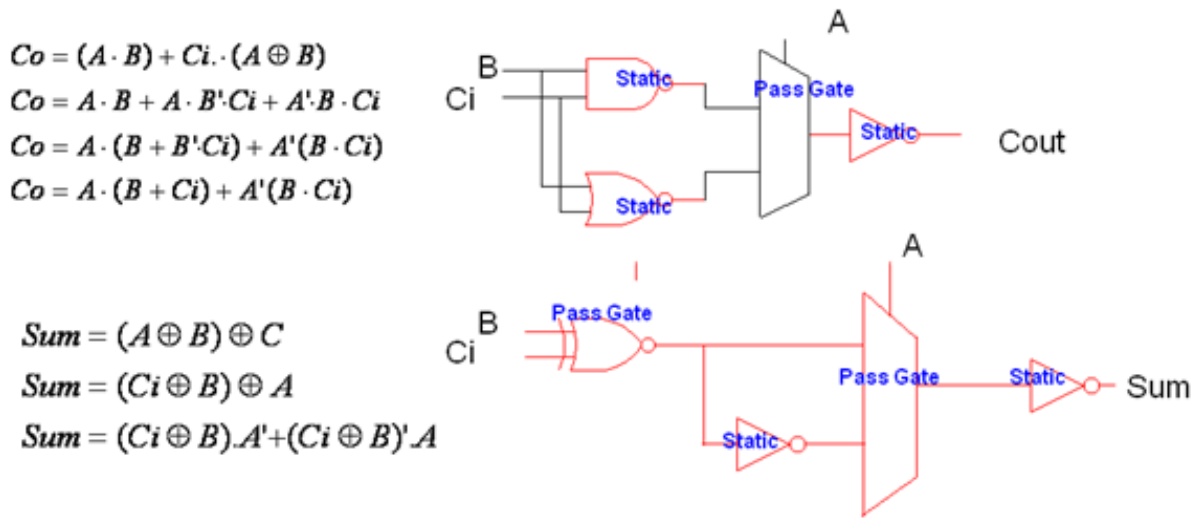 Co = (A · B) + Ci.·(A ⊕ B)
Co = A · B + A · B'·Ci + A'·B · Ci
Co = A · (B + B'·Ci) + A'(B · Ci)
Co = A · (B + Ci) + A'(B · Ci)
A
B
Ci
Static
Pass Gate
Static
Static
Cout
Sum = (A ⊕ B) ⊕ C
Sum = (Ci ⊕ B) ⊕ A
Sum = (Ci ⊕ B).A'+(Ci ⊕ B)'.A
A
Pass Gate
B
Ci
Pass Gate
Static
Static
Sum